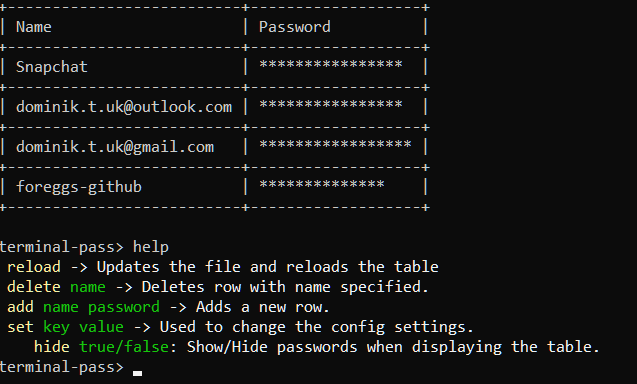 +--------------------------+-------------------+
| Name                     | Password          |
+--------------------------+-------------------+
| Snapchat                 | ****************  |
+--------------------------+-------------------+
| dominik.t.uk@outlook.com | ****************  |
+--------------------------+-------------------+
| dominik.t.uk@gmail.com   | ***************** |
+--------------------------+-------------------+
| foreggs-github           | **************    |
+--------------------------+-------------------+
terminal-pass> help
reload -> Updates the file and reloads the table
delete name -> Deletes row with name specified.
add name password -> Adds a new row.
set key value -> Used to change the config settings.
hide true/false: Show/Hide passwords when displaying the table.
terminal-pass>